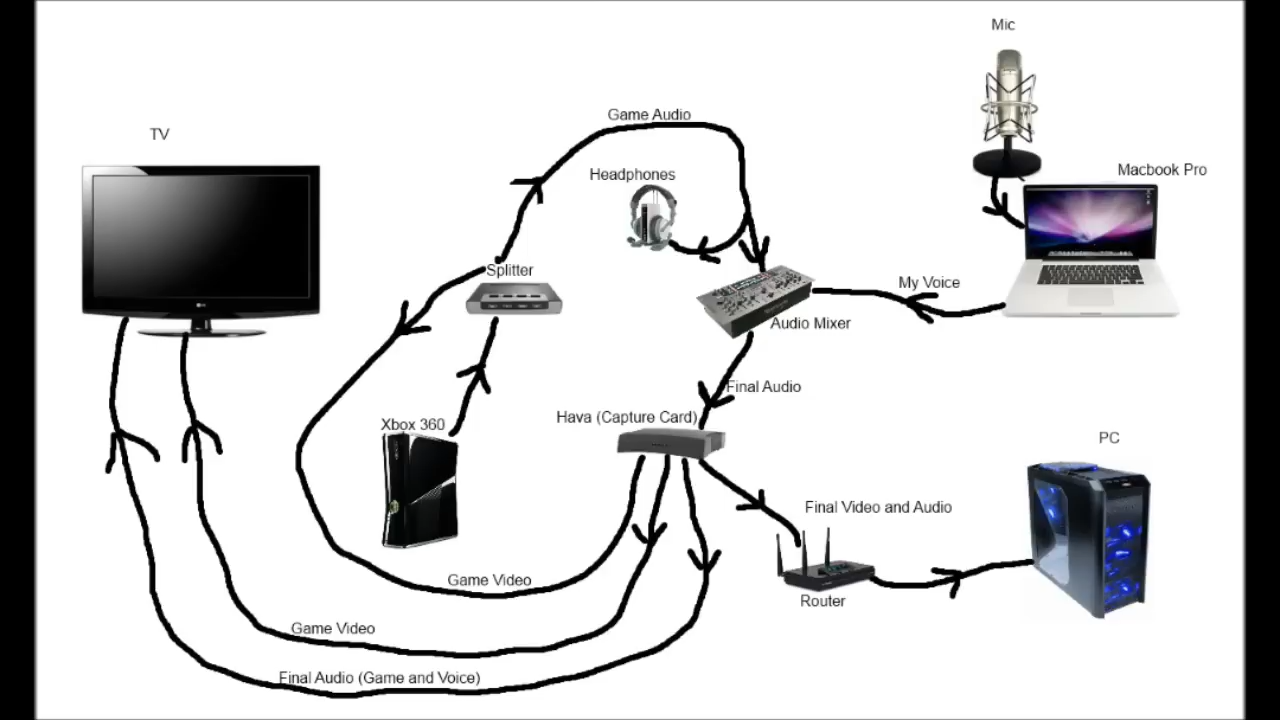 Mic
Game Audio
TV
Macbook Pro
Headphones
Splitter
My Voice
Audio Mixer
Final Audio
Hava (Capture Card)
Xbox 360
PC
Final Video and Audio
Game Video
Router
Game Video
Final Audio (Game and Voice)